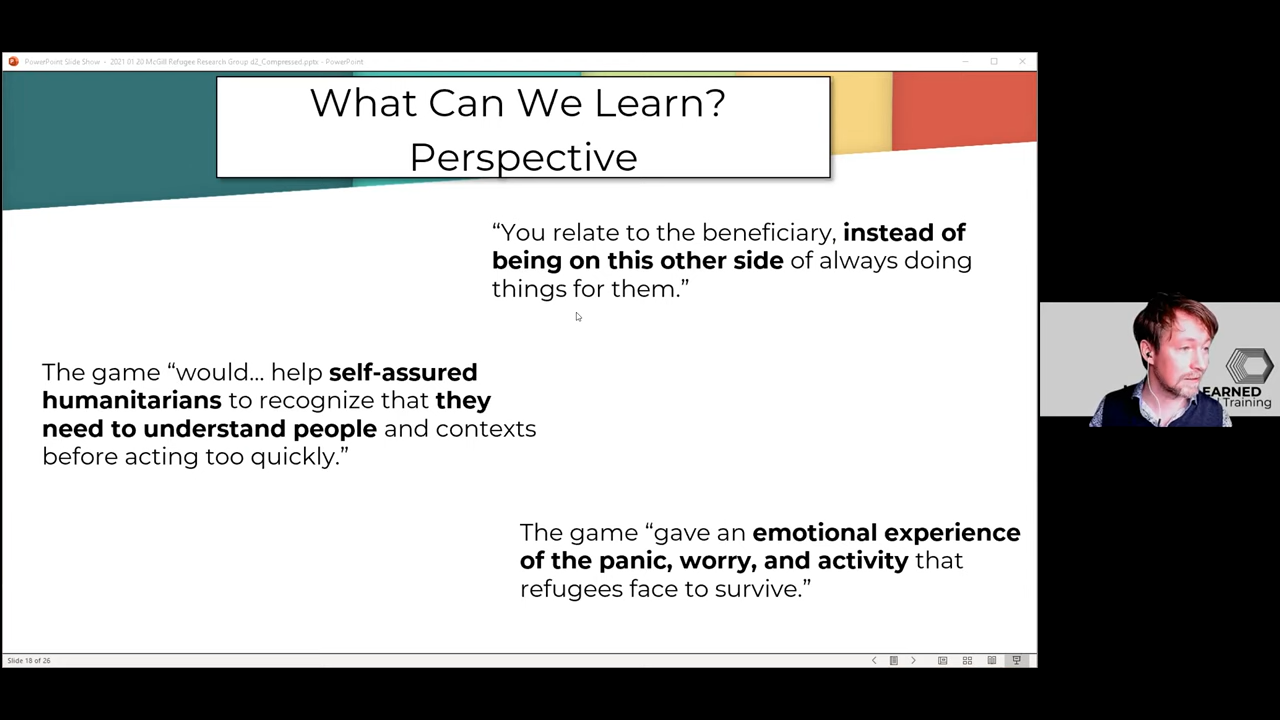 PowerPoint Slide Show - 2021 01 20 McGill Refugee Research Group d2_Compressed.pptx - PowerPoint
What Can We Learn?
Perspective
“You relate to the beneficiary, instead of
being on this other side of always doing
things for them.”
The game “would... help self-assured
humanitarians to recognize that they
need to understand people and contexts
before acting too quickly.”
The game “gave an emotional experience
of the panic, worry, and activity that
refugees face to survive.”
EARNED
Training
Slide 18 of 26